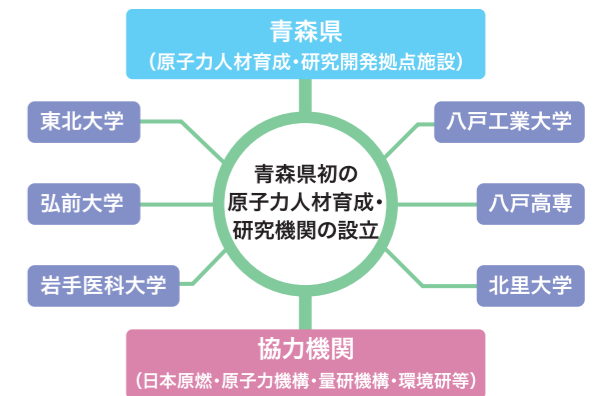 青森県
（原子力人材育成・研究開発拠点施設）
東北大学
八戸工業大学
青森県初の
原子力人材育成・
研究機関の設立
弘前大学
八戸高専
岩手医科大学
北里大学
協力機関
（日本原燃・原子力機構・量研機構・環境研等）